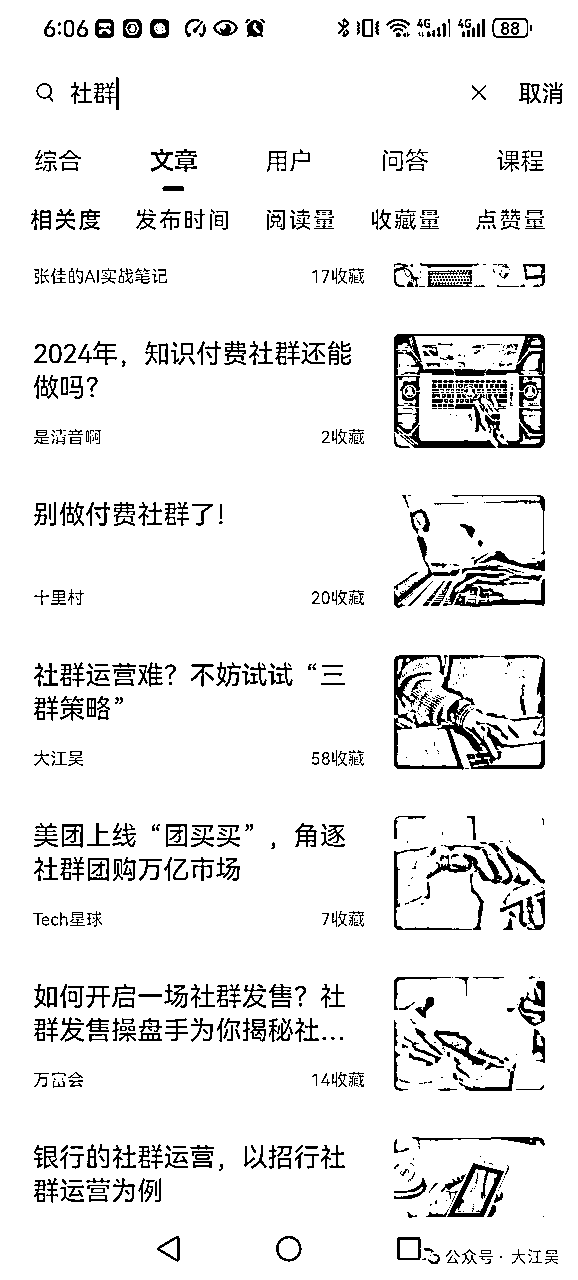 6:06
4G
4G
88
社群
取消
综合
文章
用户
问答
课程
相关度
发布时间
阅读量
收藏量
点赞量
张佳的AI实战笔记
17收藏
2024年，知识付费社群还能
做吗？
是清音啊
2收藏
别做付费社群了！
十里村
20收藏
社群运营难？不妨试试“三
群策略”
大江吴
58收藏
美团上线“团买买”，角逐
社群团购万亿市场
Tech星球
7收藏
如何开启一场社群发售？社
群发售操盘手为你揭秘社...
万富会
14收藏
银行的社群运营，以招行社
群运营为例
公众号 · 大江吴